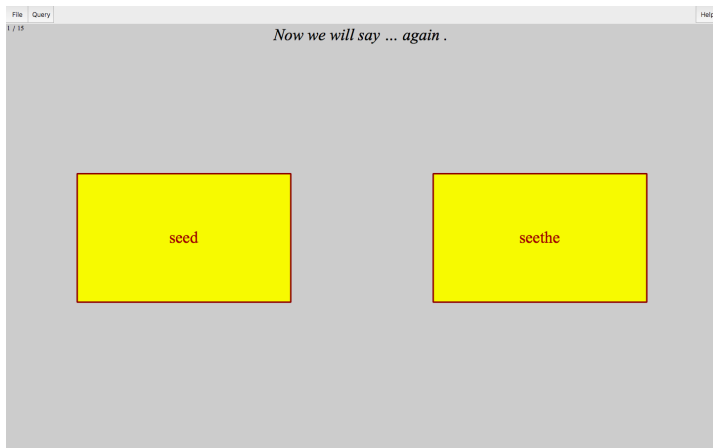 File Query Help
1 / 15
Now we will say ... again .
seed seethe